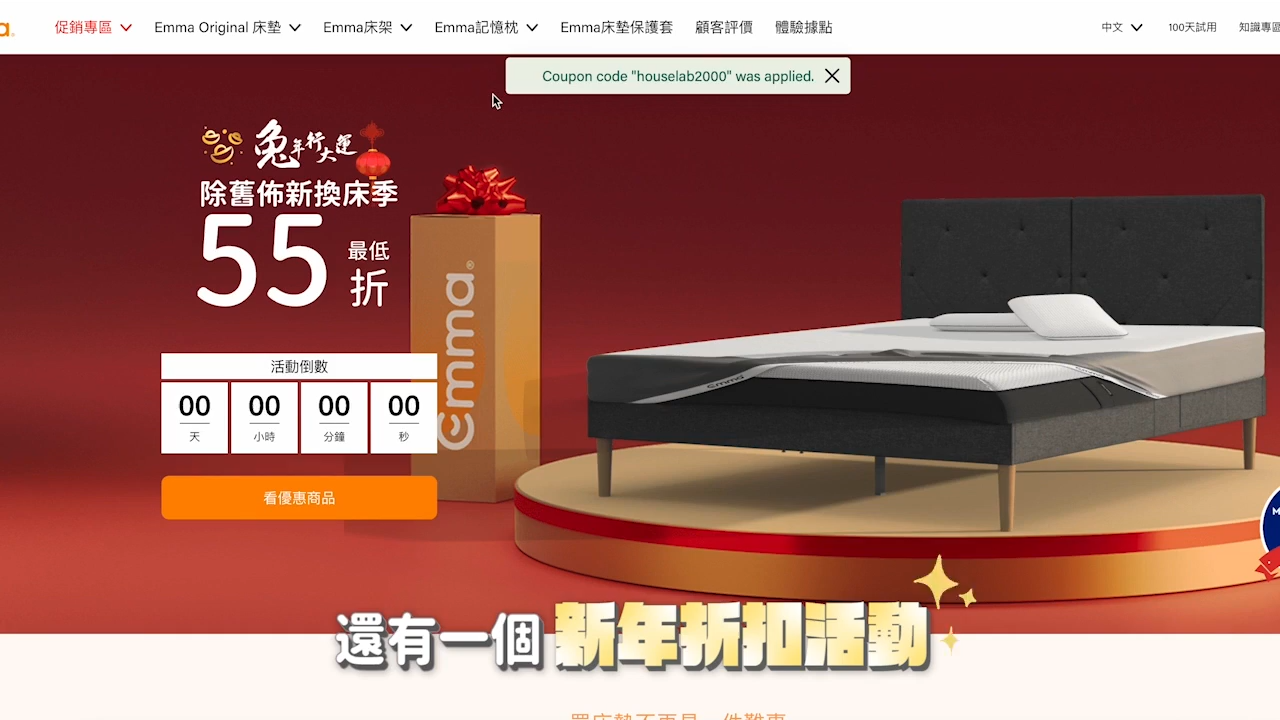 促銷專區
Emma Original 床墊
Emma床架
Emma記憶枕
Emma床墊保護套
顧客評價
體驗據點
中文
100天試用
知識專區
Coupon code "houselab2000" was applied.
兔年行大運
除舊佈新換床季
55
最低
折
emma
活動倒數
00 00 00 00
天 小時 分鐘 秒
看優惠商品
emma
還有一個新年折扣活動